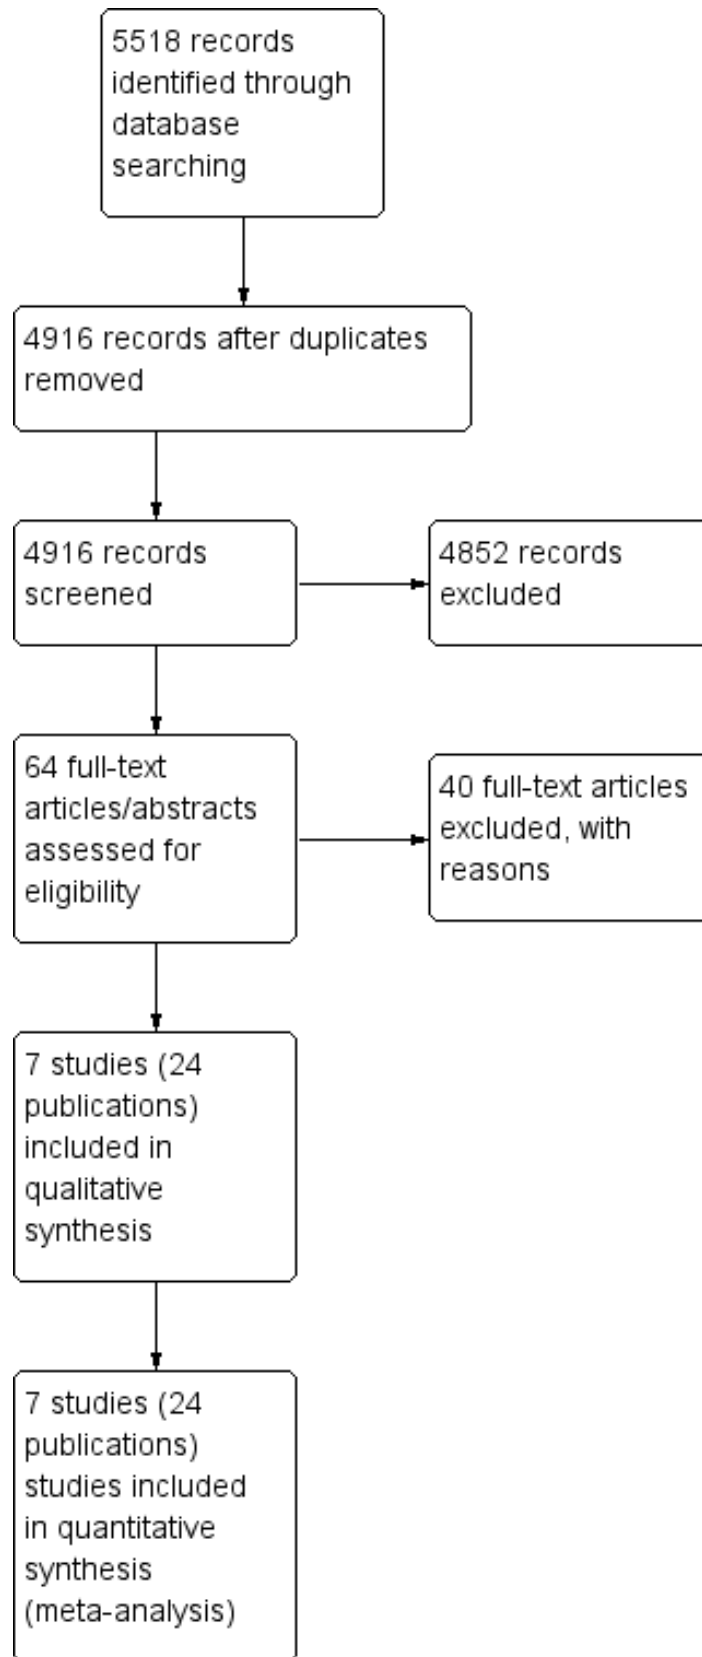 5518 records
identified through
database
searching
4916 records after duplicates
removed
4916 records
screened
4852 records
excluded
64 full-text
articles/abstracts
assessed for
eligibility
40 full-text articles
excluded, with
reasons
7 studies (24
publications)
included in
qualitative
synthesis
7 studies (24
publications)
studies included
in quantitative
synthesis
(meta-analysis)